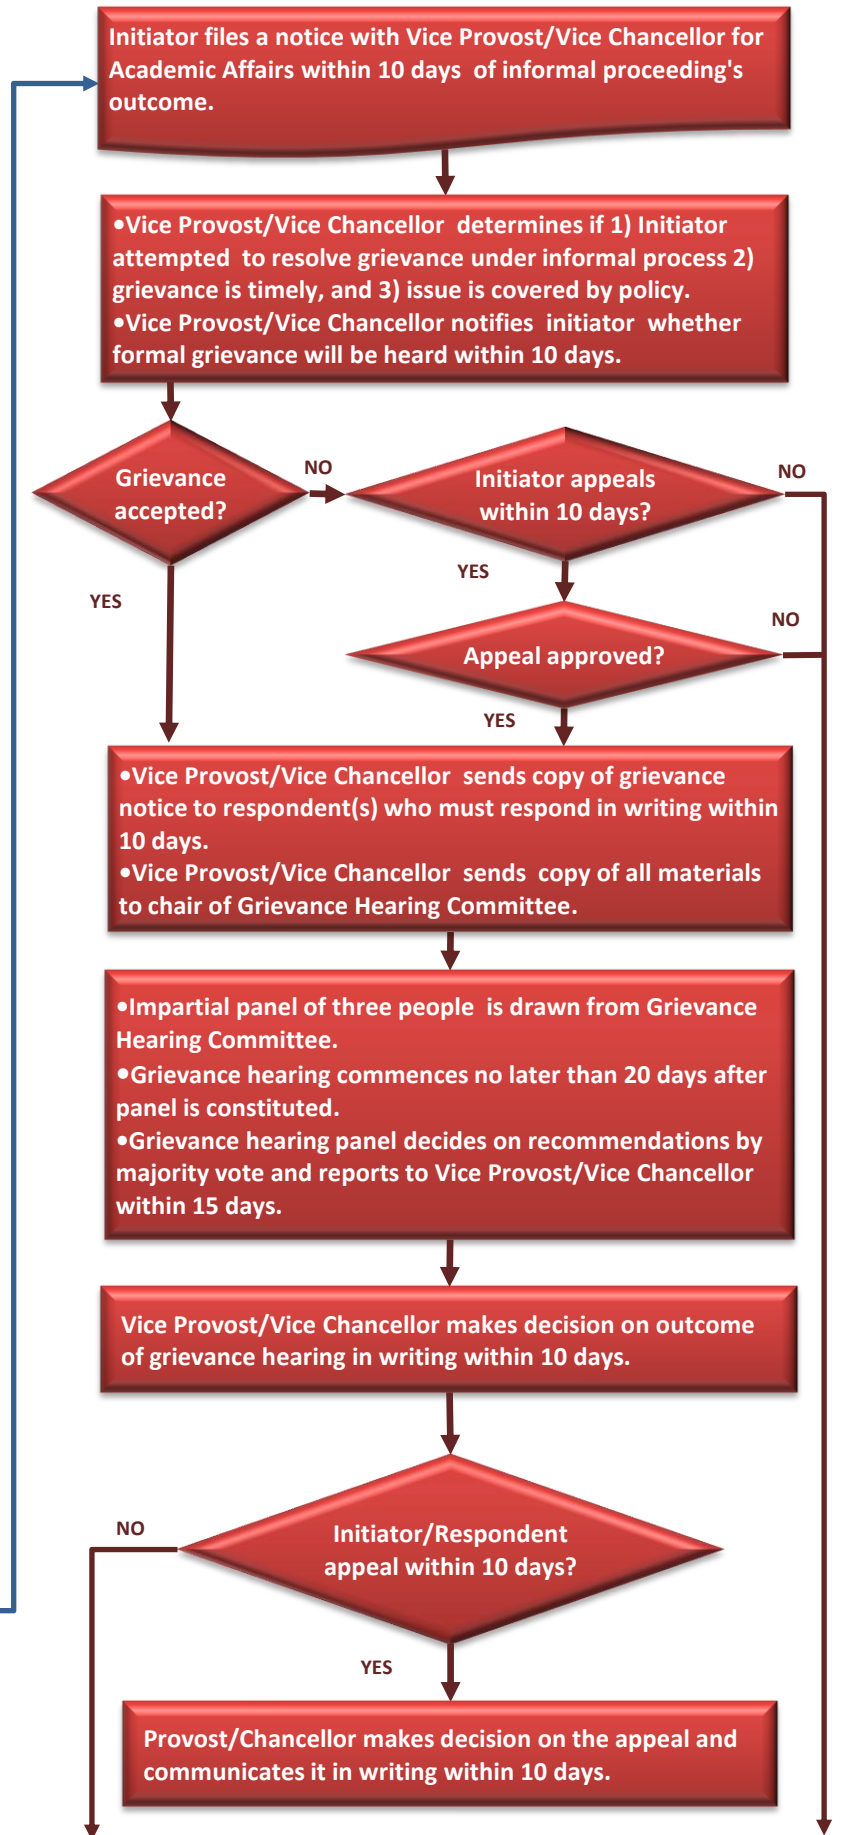 Initiator files a notice with Vice Provost/Vice Chancellor for
Academic Affairs within 10 days of informal proceeding's
outcome.
•Vice Provost/Vice Chancellor determines if 1) Initiator
attempted to resolve grievance under informal process 2)
grievance is timely, and 3) issue is covered by policy.
•Vice Provost/Vice Chancellor notifies initiator whether
formal grievance will be heard within 10 days.
Grievance
accepted?
NO
Initiator appeals
within 10 days?
NO
YES
YES
Appeal approved?
NO
YES
•Vice Provost/Vice Chancellor sends copy of grievance
notice to respondent(s) who must respond in writing within
10 days.
•Vice Provost/Vice Chancellor sends copy of all materials
to chair of Grievance Hearing Committee.
•Impartial panel of three people is drawn from Grievance
Hearing Committee.
•Grievance hearing commences no later than 20 days after
panel is constituted.
•Grievance hearing panel decides on recommendations by
majority vote and reports to Vice Provost/Vice Chancellor
within 15 days.
Vice Provost/Vice Chancellor makes decision on outcome
of grievance hearing in writing within 10 days.
NO
Initiator/Respondent
appeal within 10 days?
YES
Provost/Chancellor makes decision on the appeal and
communicates it in writing within 10 days.